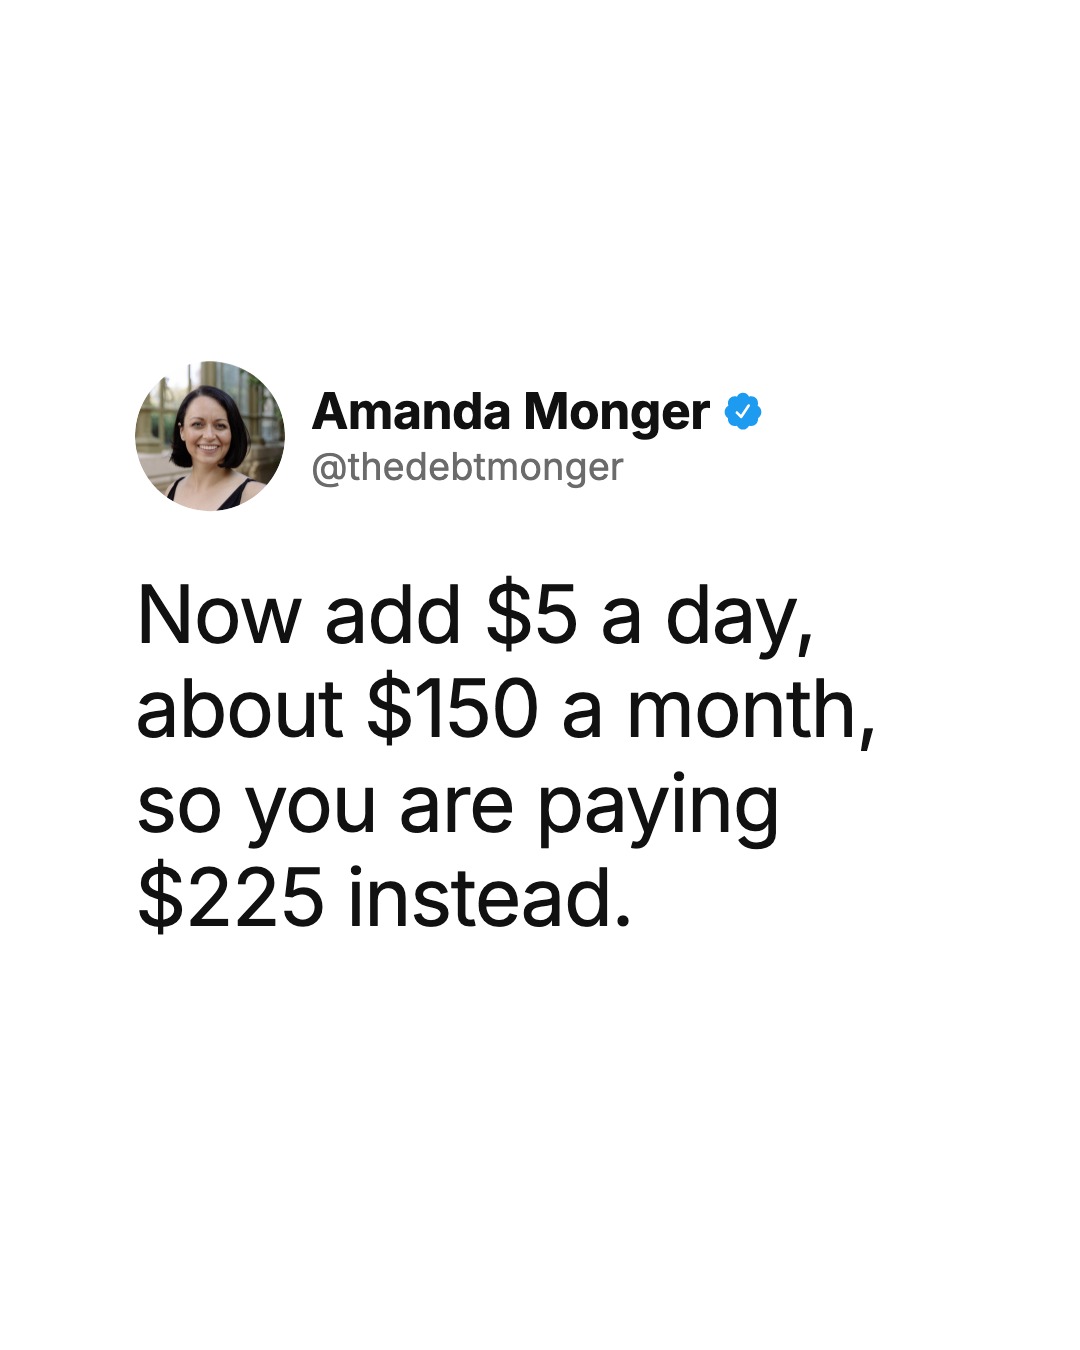 Amanda Monger
@thedebtmonger
Now add $5 a day,
about $150 a month,
so you are paying
$225 instead.